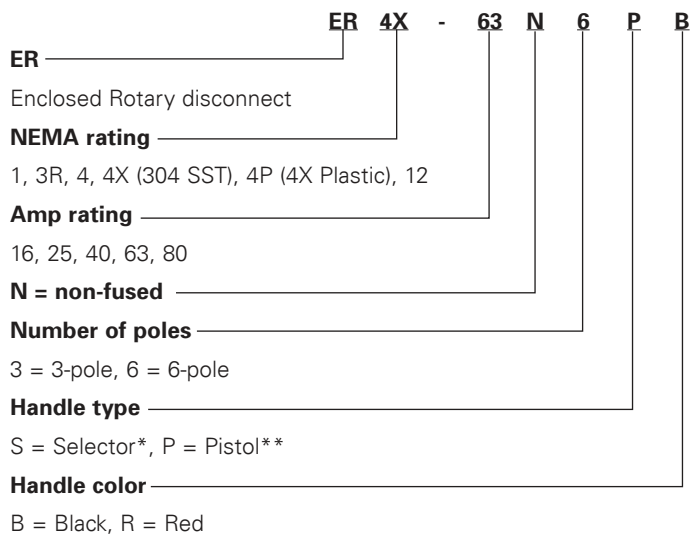 ER 4X - 63 N 6 P B
ER
Enclosed Rotary disconnect
NEMA rating
1, 3R, 4, 4X (304 SST), 4P (4X Plastic), 12
Amp rating
16, 25, 40, 63, 80
N = non-fused
Number of poles
3 = 3-pole, 6 = 6-pole
Handle type
S = Selector*, P = Pistol**
Handle color
B = Black, R = Red